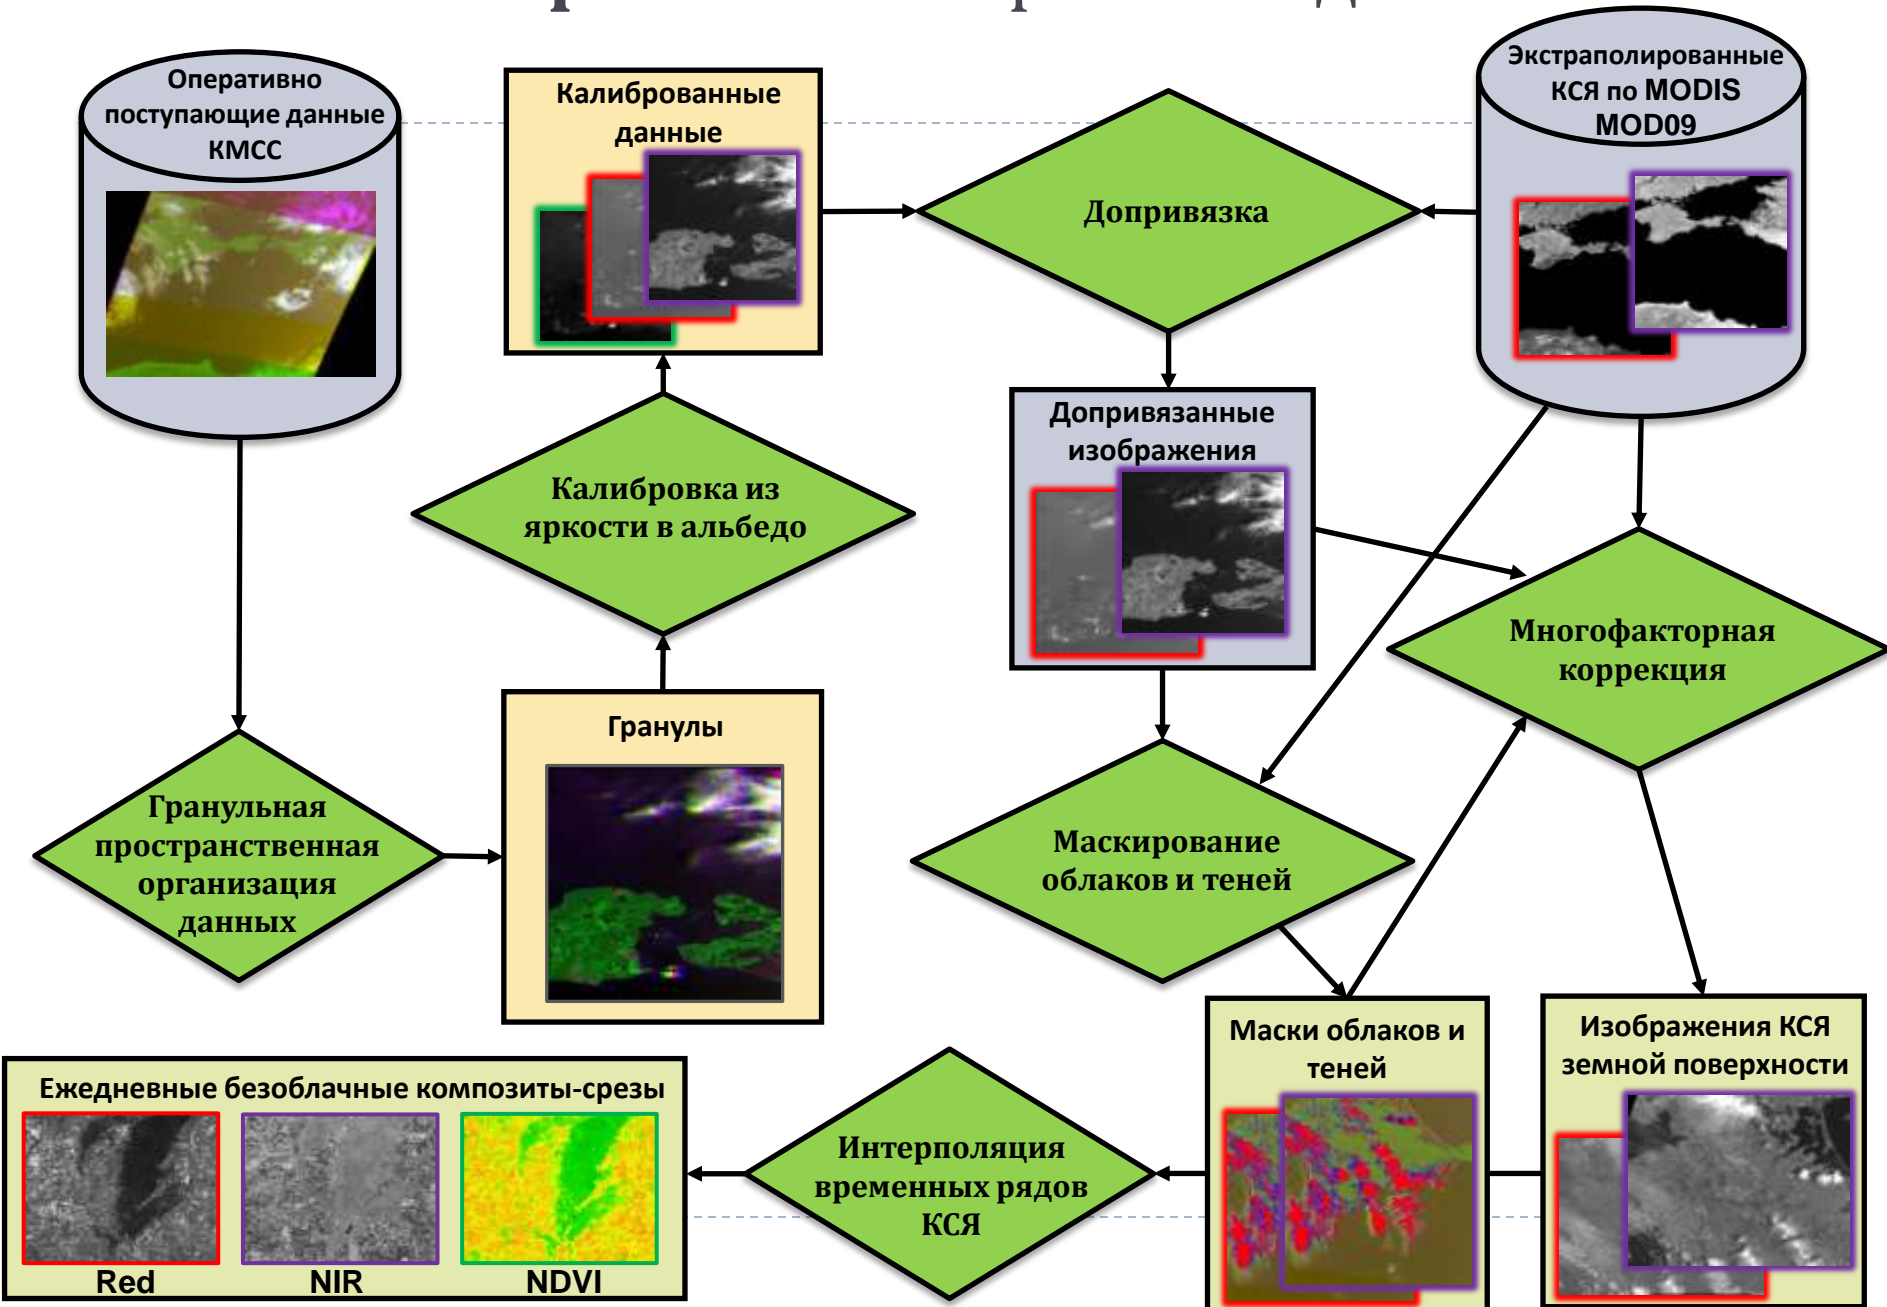 Оперативно
поступающие данные
КМСС
Калиброванные
данные
Допривязка
Экстраполированные
КСЯ по MODIS
MOD09
Допривязанные
изображения
Калибровка из
яркости в альбедо
Многофакторная
коррекция
Гранулы
Гранульная
пространственная
организация
данных
Маскирование
облаков и теней
Маски облаков и
теней
Изображения КСЯ
земной поверхности
Ежедневные безоблачные композиты-срезы
Red
NIR
NDVI
Интерполяция
временных рядов
КСЯ